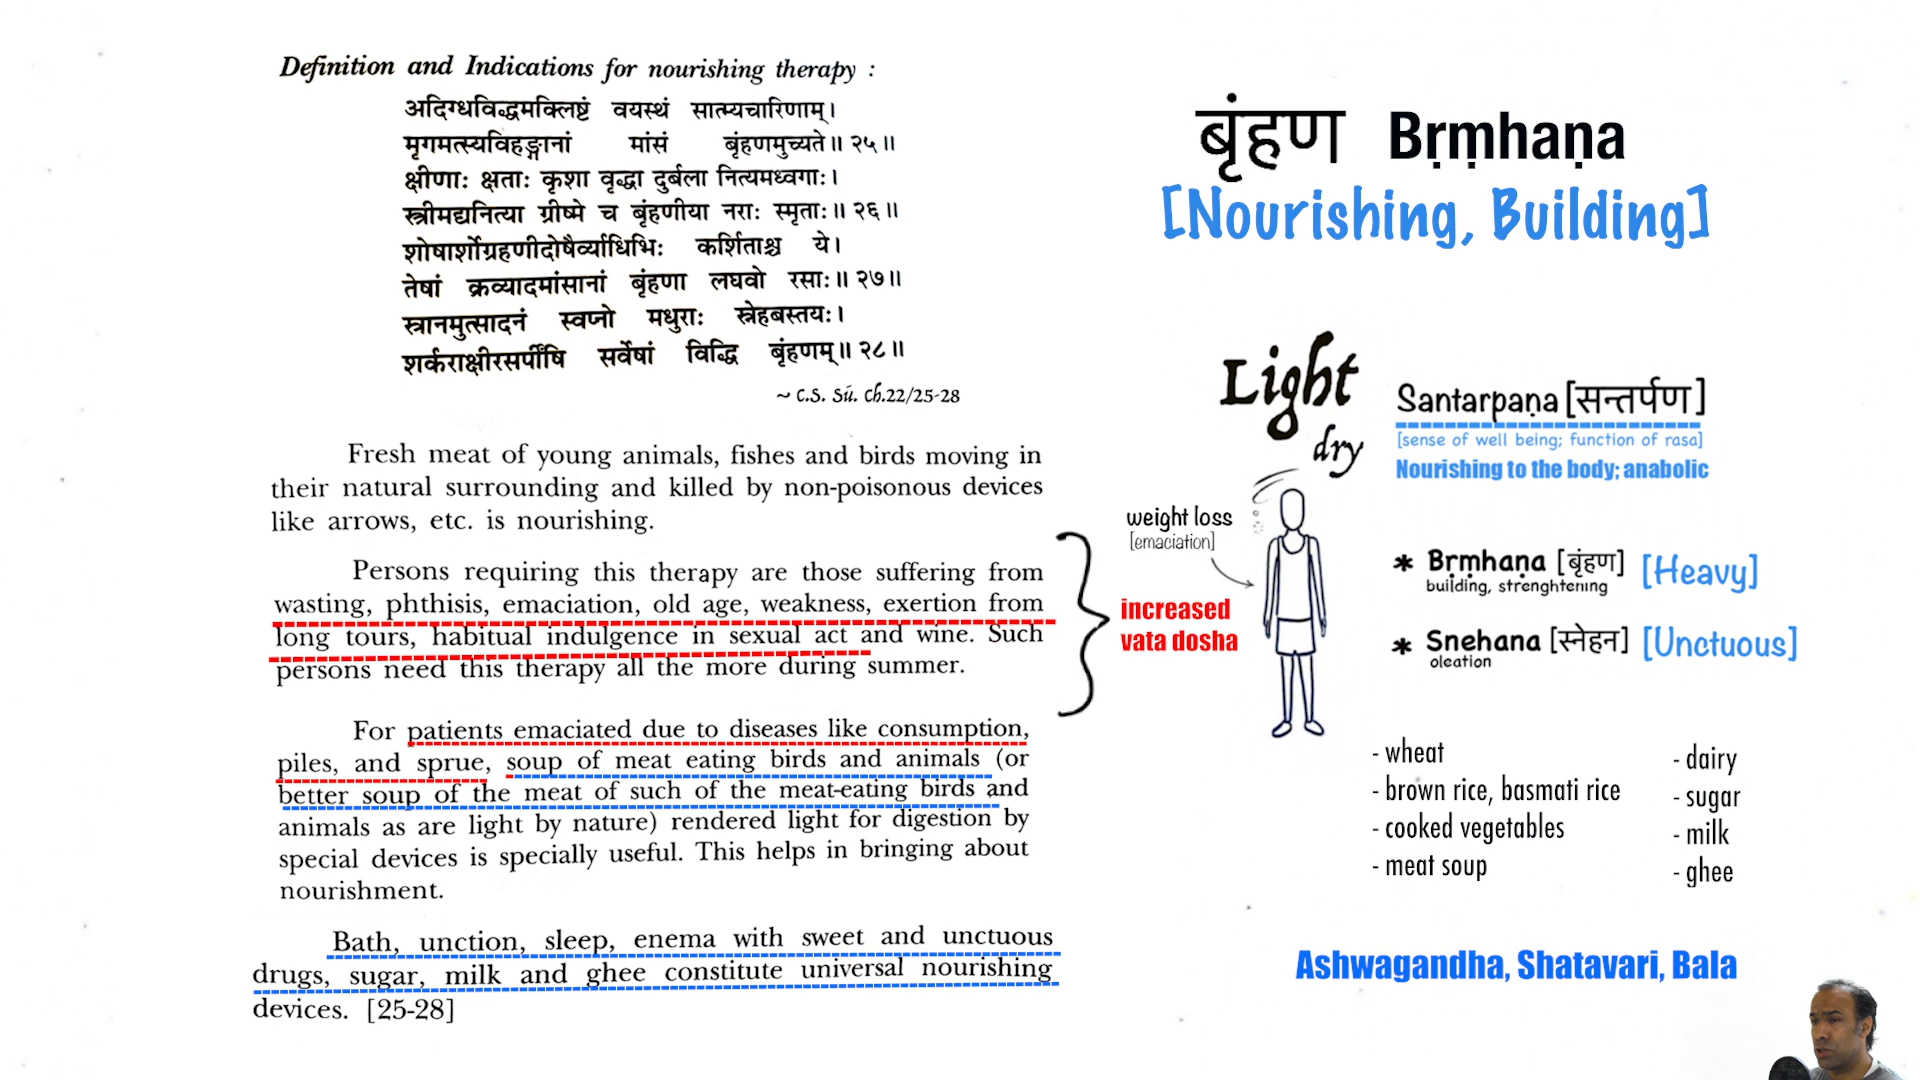 Definition and Indications for nourishing therapy :
अदिग्धविद्धमक्लिष्टं वयस्थं सात्म्यचारिणाम्।
मृगमत्स्यविहङ्गानां मांसं बृंहणमुच्यते॥ २५॥
क्षीणाः क्षताः कृशा वृद्धा दुर्बला नित्यमध्वगाः।
स्त्रीमद्यनित्या ग्रीष्मे च बृंहणीया नराः स्मृताः॥ २६॥
शोषार्शोग्रहणीदोषैर्व्याधिभिः कर्शिताश्च ये।
तेषां क्रव्यादमांसानां बृंहणा लघवो रसाः॥ २७॥
स्नानमुत्सादनं स्वप्नो मधुराः स्नेहबस्तयः।
शर्कराक्षीरसर्पींषि सर्वेषां विद्धि बृंहणम्॥ २८॥
~ C.S. Sú. Ch.22/25-28
Fresh meat of young animals, fishes and birds moving in
their natural surrounding and killed by non-poisonous devices
like arrows, etc. is nourishing.
Persons requiring this therapy are those suffering from
wasting, phthisis, emaciation, old age, weakness, exertion from
long tours, habitual indulgence in sexual act and wine. Such
persons need this therapy all the more during summer.
For patients emaciated due to diseases like consumption,
piles, and sprue, soup of meat eating birds and animals (or
better soup of the meat of such of the meat-eating birds and
animals as are light by nature) rendered light for digestion by
special devices is specially useful. This helps in bringing about
nourishment.
Bath, unction, sleep, enema with sweet and unctuous
drugs, sugar, milk and ghee constitute universal nourishing
devices. [25-28]
बृंहण Bṛṃhaṇa
[Nourishing, Building]
Light
dry
weight loss
[emaciation]
increased
vata dosha
Santarpaṇa [सन्तर्पण]
[sense of well being; function of rasa]
Nourishing to the body; anabolic
* Bṛmhaṇa [बृंहण] [Heavy]
building, strenghtening
* Snehana [स्नेहन] [Unctuous]
oleation
- wheat
- brown rice, basmati rice
- cooked vegetables
- meat soup
- dairy
- sugar
- milk
- ghee
Ashwagandha, Shatavari, Bala